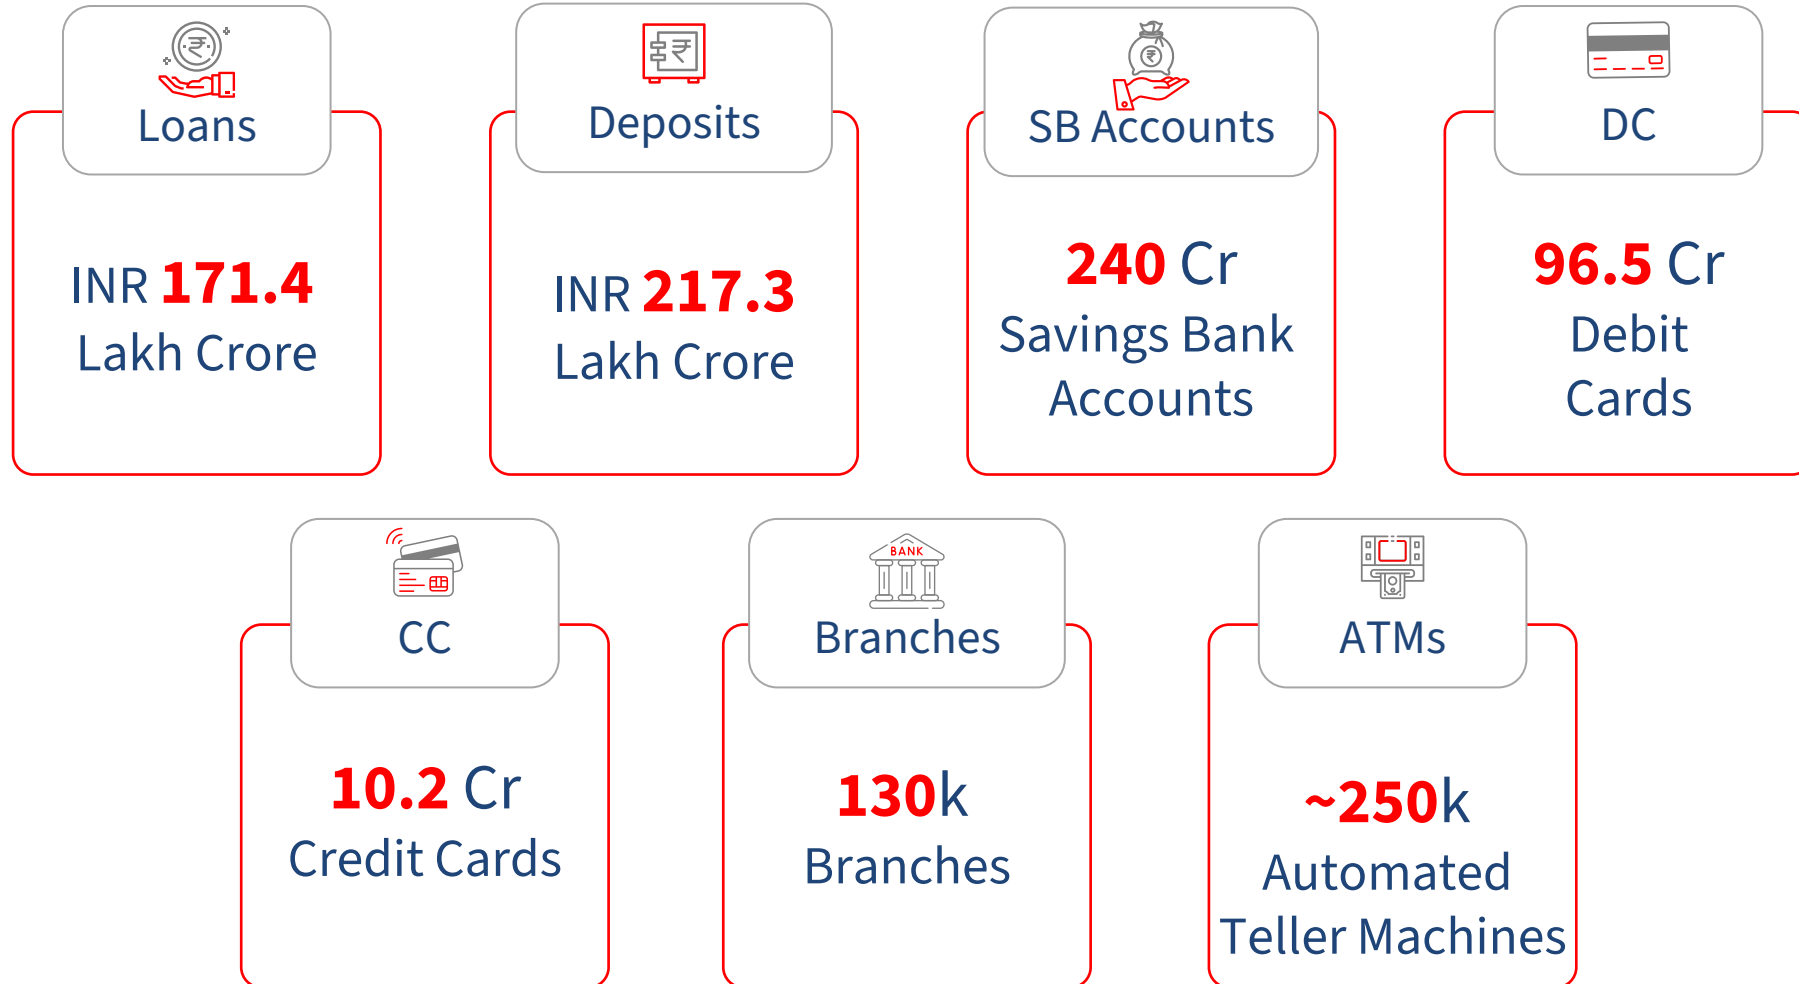 Loans
INR 171.4
Lakh Crore
Deposits
INR 217.3
Lakh Crore
SB Accounts
240 Cr
Savings Bank
Accounts
DC
96.5 Cr
Debit
Cards
CC
10.2 Cr
Credit Cards
BANK
Branches
130k
Branches
ATMs
~250k
Automated
Teller Machines